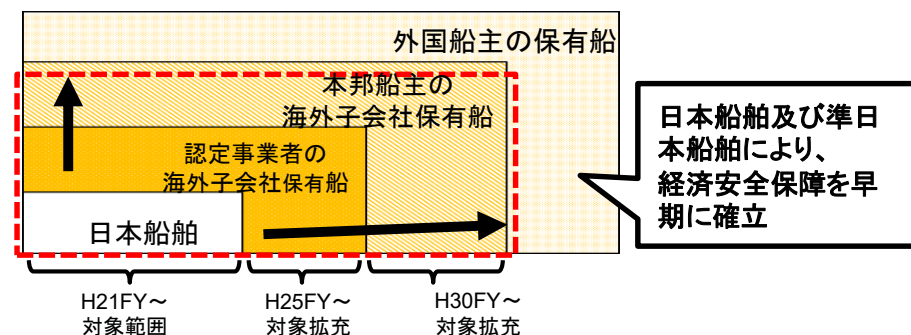 外国船主の保有船
本邦船主の
海外子会社保有船
認定事業者の
海外子会社保有船
日本船舶
日本船舶及び準日
本船舶により、
経済安全保障を早
期に確立
H21FY～
対象範囲
H25FY～
対象拡充
H30FY～
対象拡充